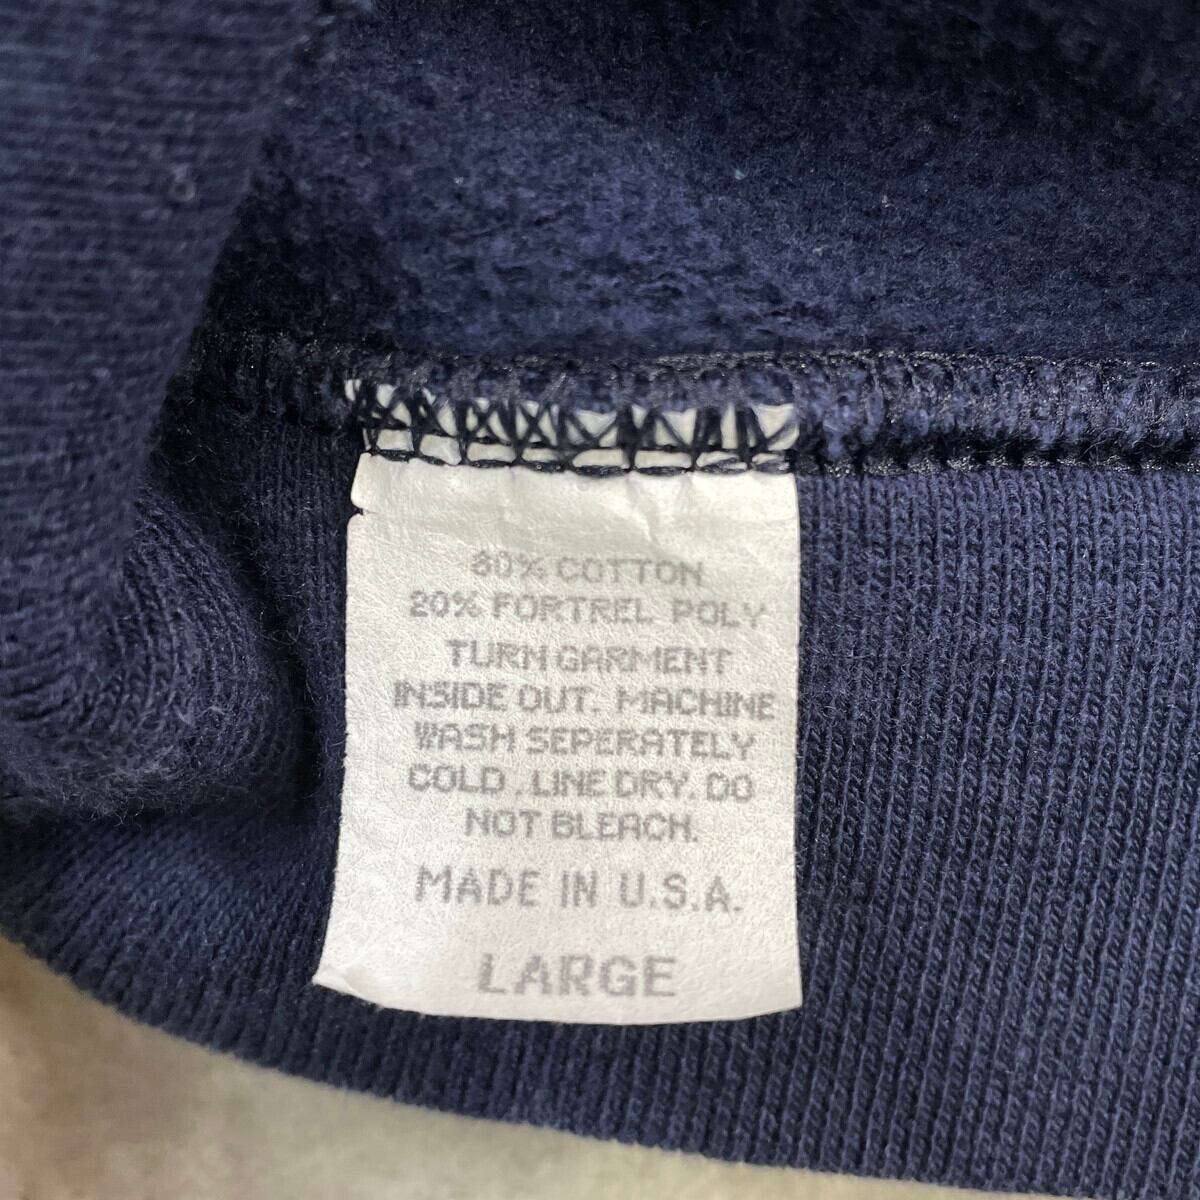 80% COTTON
20% FORTREL POLY
TURN GARMENT
INSIDE OUT. MACHINE
WASH SEPERATELY
COLD. LINE DRY. DO
NOT BLEACH.
MADE IN U.S.A.
LARGE